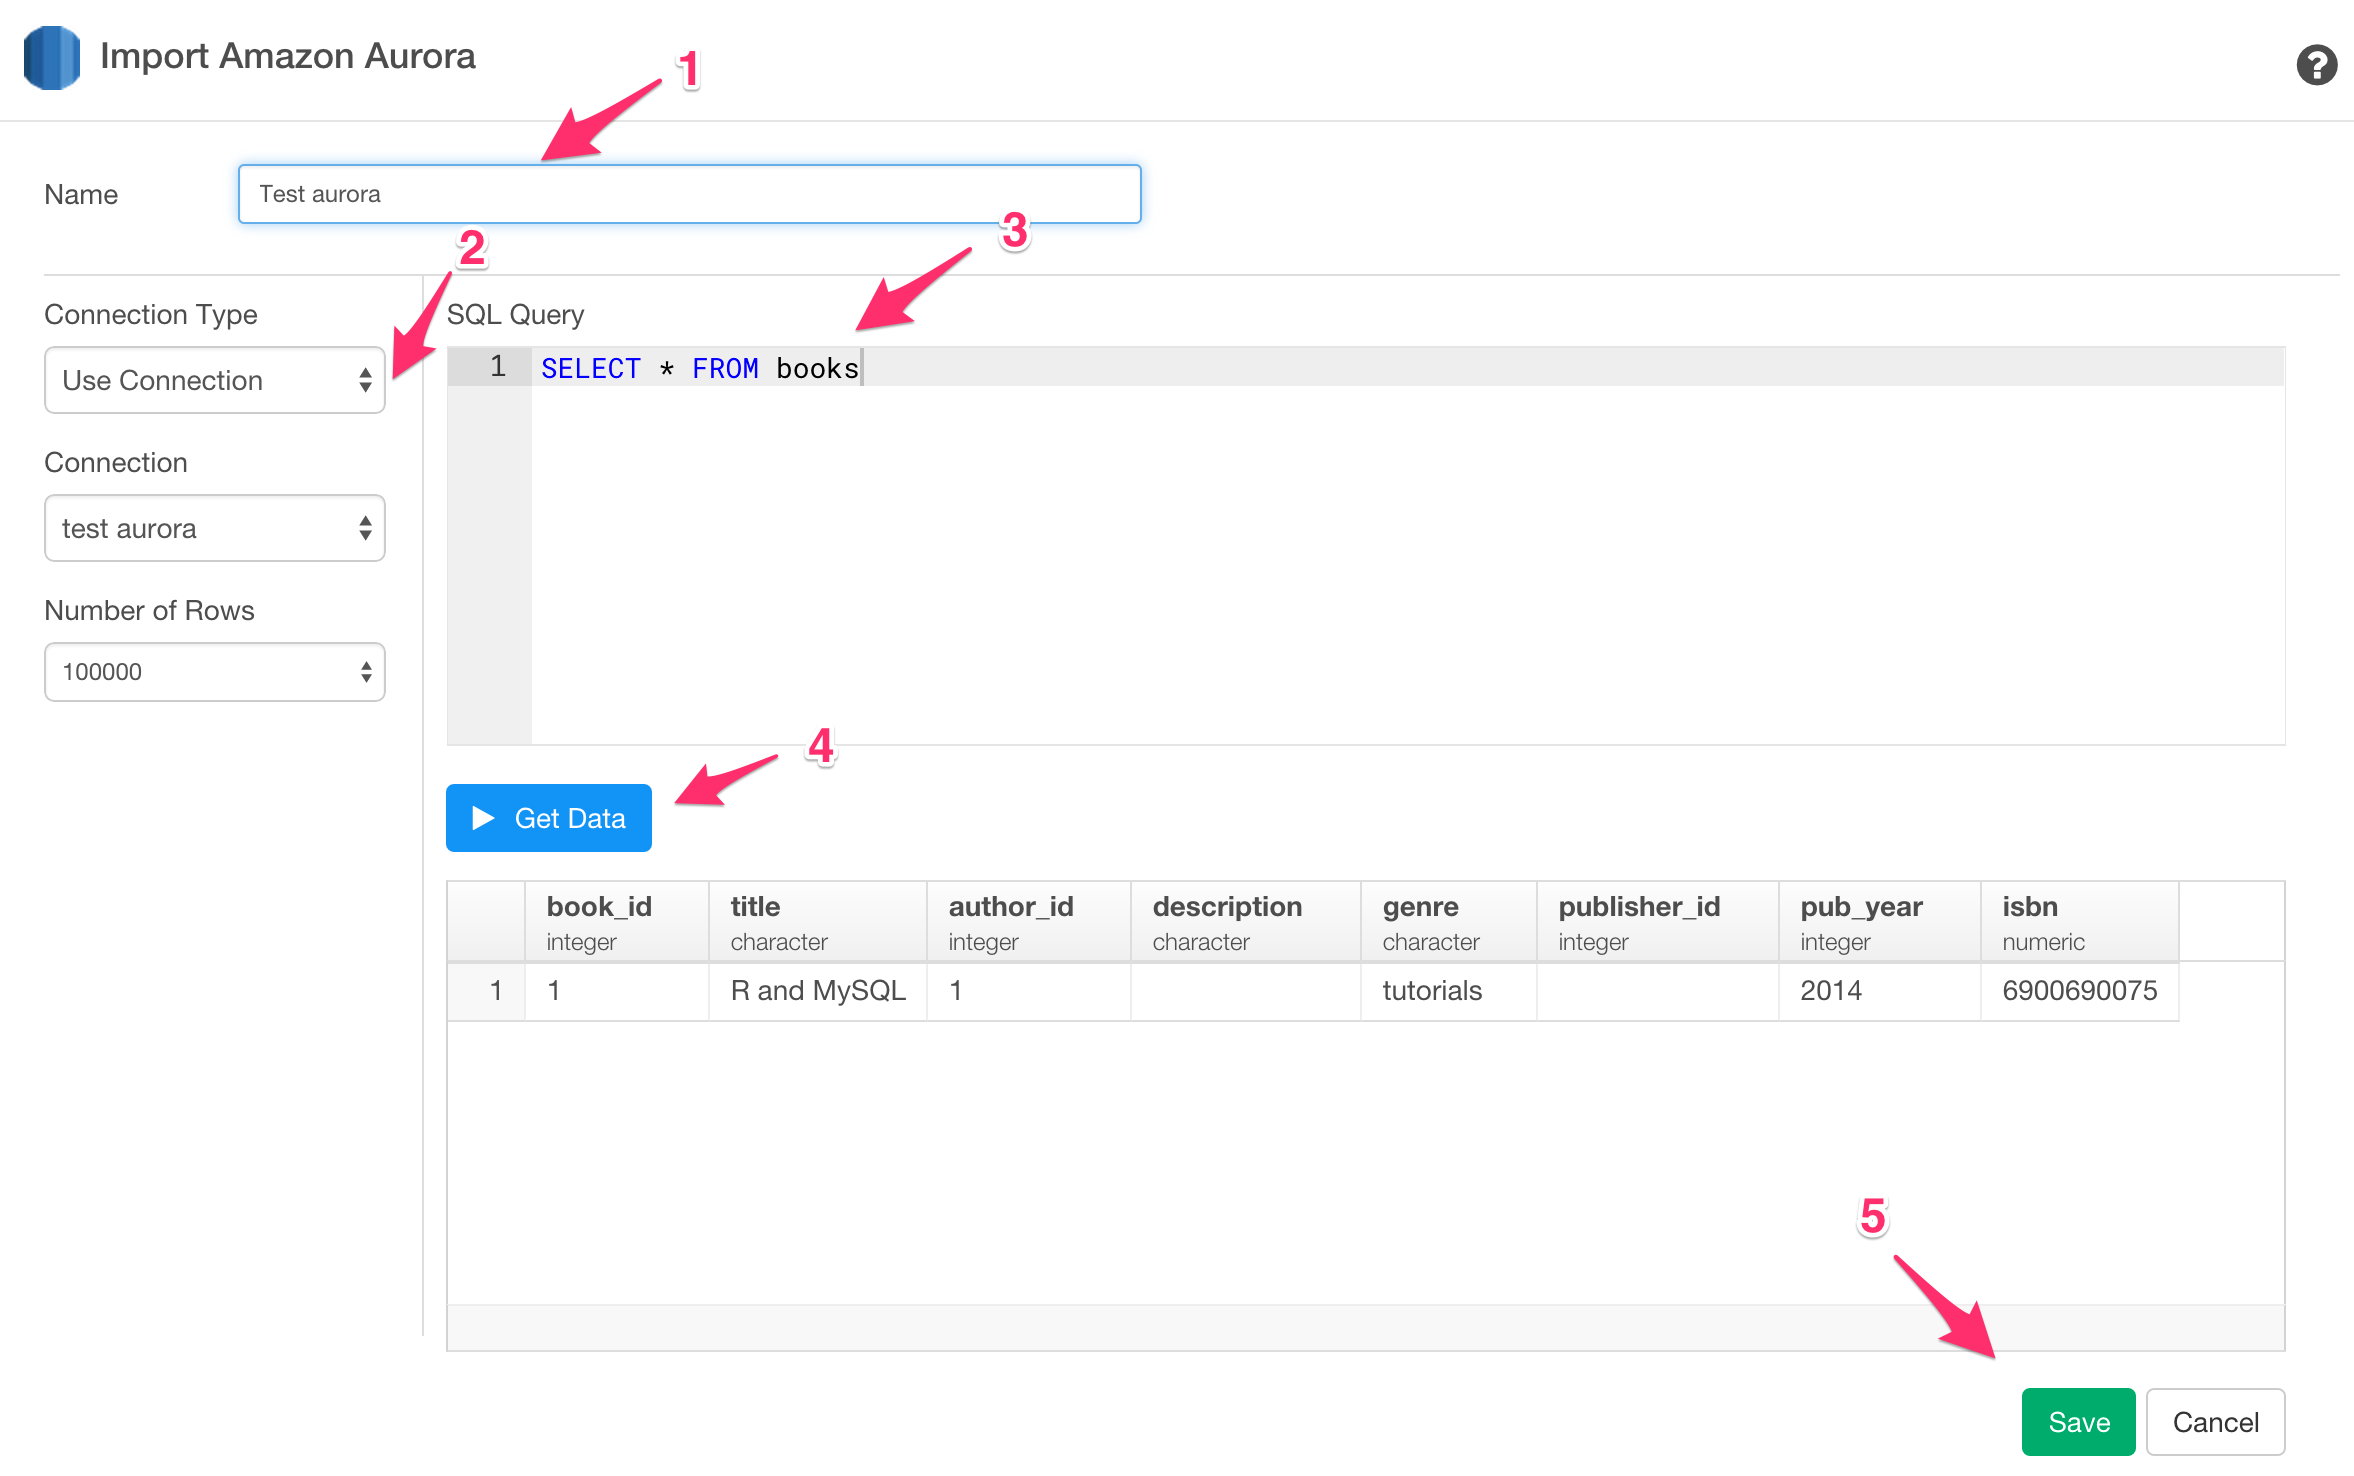 Import Amazon Aurora
1
?
Name
Test aurora
2
3
Connection Type
Use Connection
Connection
test aurora
Number of Rows
100000
SQL Query
1 SELECT * FROM books
4
Get Data
book_id title author_id description genre publisher_id pub_year isbn
integer character integer character character integer integer numeric
1 1 R and MySQL 1 tutorials 2014 6900690075
5
Save Cancel